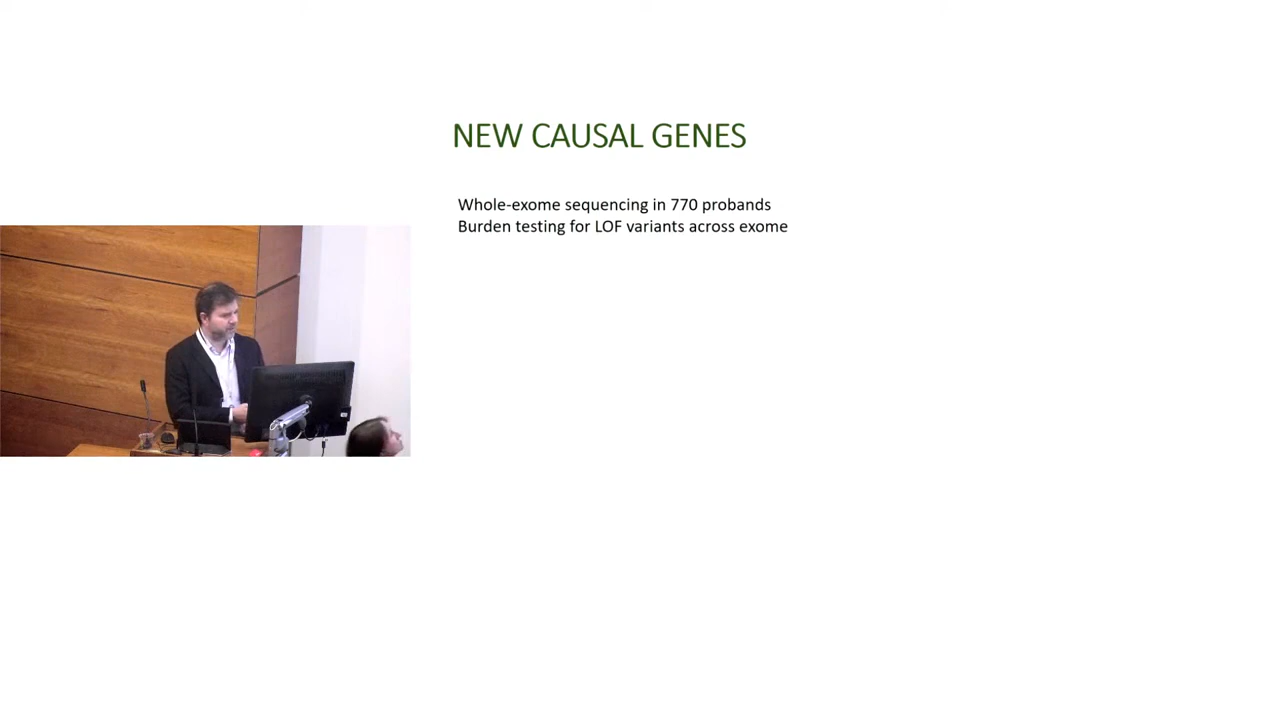 NEW CAUSAL GENES
Whole-exome sequencing in 770 probands
Burden testing for LOF variants across exome